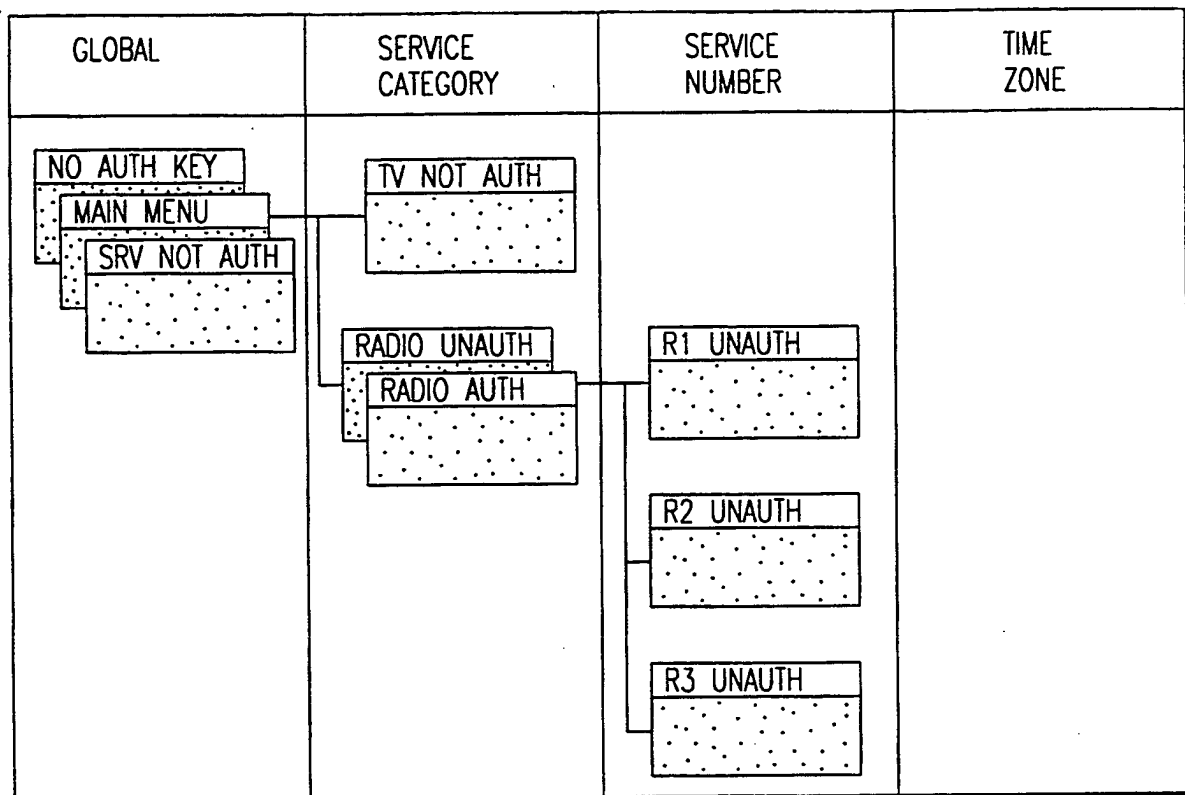 GLOBAL
SERVICE
CATEGORY
SERVICE
NUMBER
TIME
ZONE
NO AUTH KEY
MAIN MENU
SRV NOT AUTH
TV NOT AUTH
RADIO UNAUTH
RADIO AUTH
R1 UNAUTH
R2 UNAUTH
R3 UNAUTH